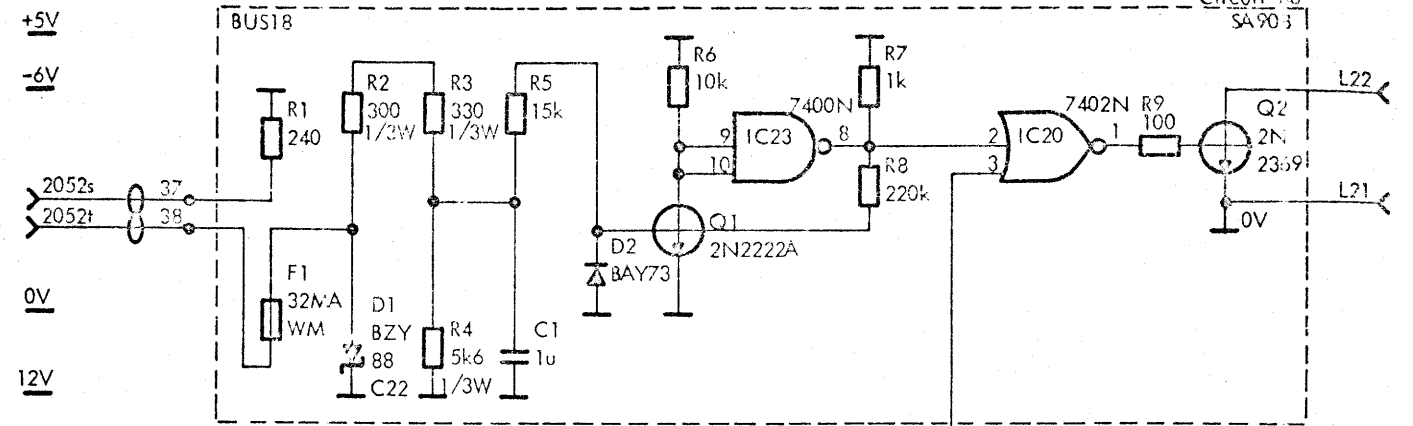 +5V
-6V
0V
12V
BUS18
SA903
2052s
2052t
37
38
R1
240
F1
32MA
WM
R2
300
1/3W
R3
330
1/3W
D1
BZY
88
C22
R4
5k6
1/3W
R5
15k
C1
1u
D2
BAY73
R6
10k
9
10
IC23
7400N
8
Q1
2N2222A
R7
1k
R8
220k
2
3
IC20
7402N
1
R9
100
Q2
2N
2369
0V
L22
L21